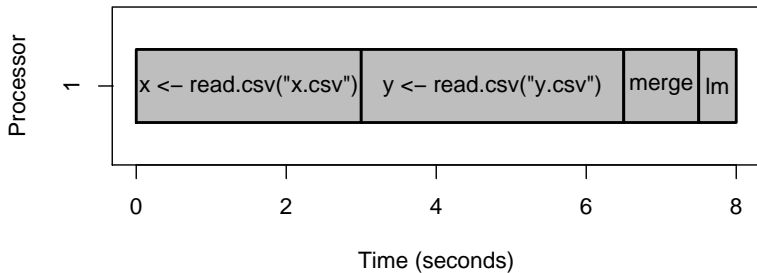 Processor
1
x <− read.csv("x.csv")
y <− read.csv("y.csv")
merge
lm
0 2 4 6 8
Time (seconds)